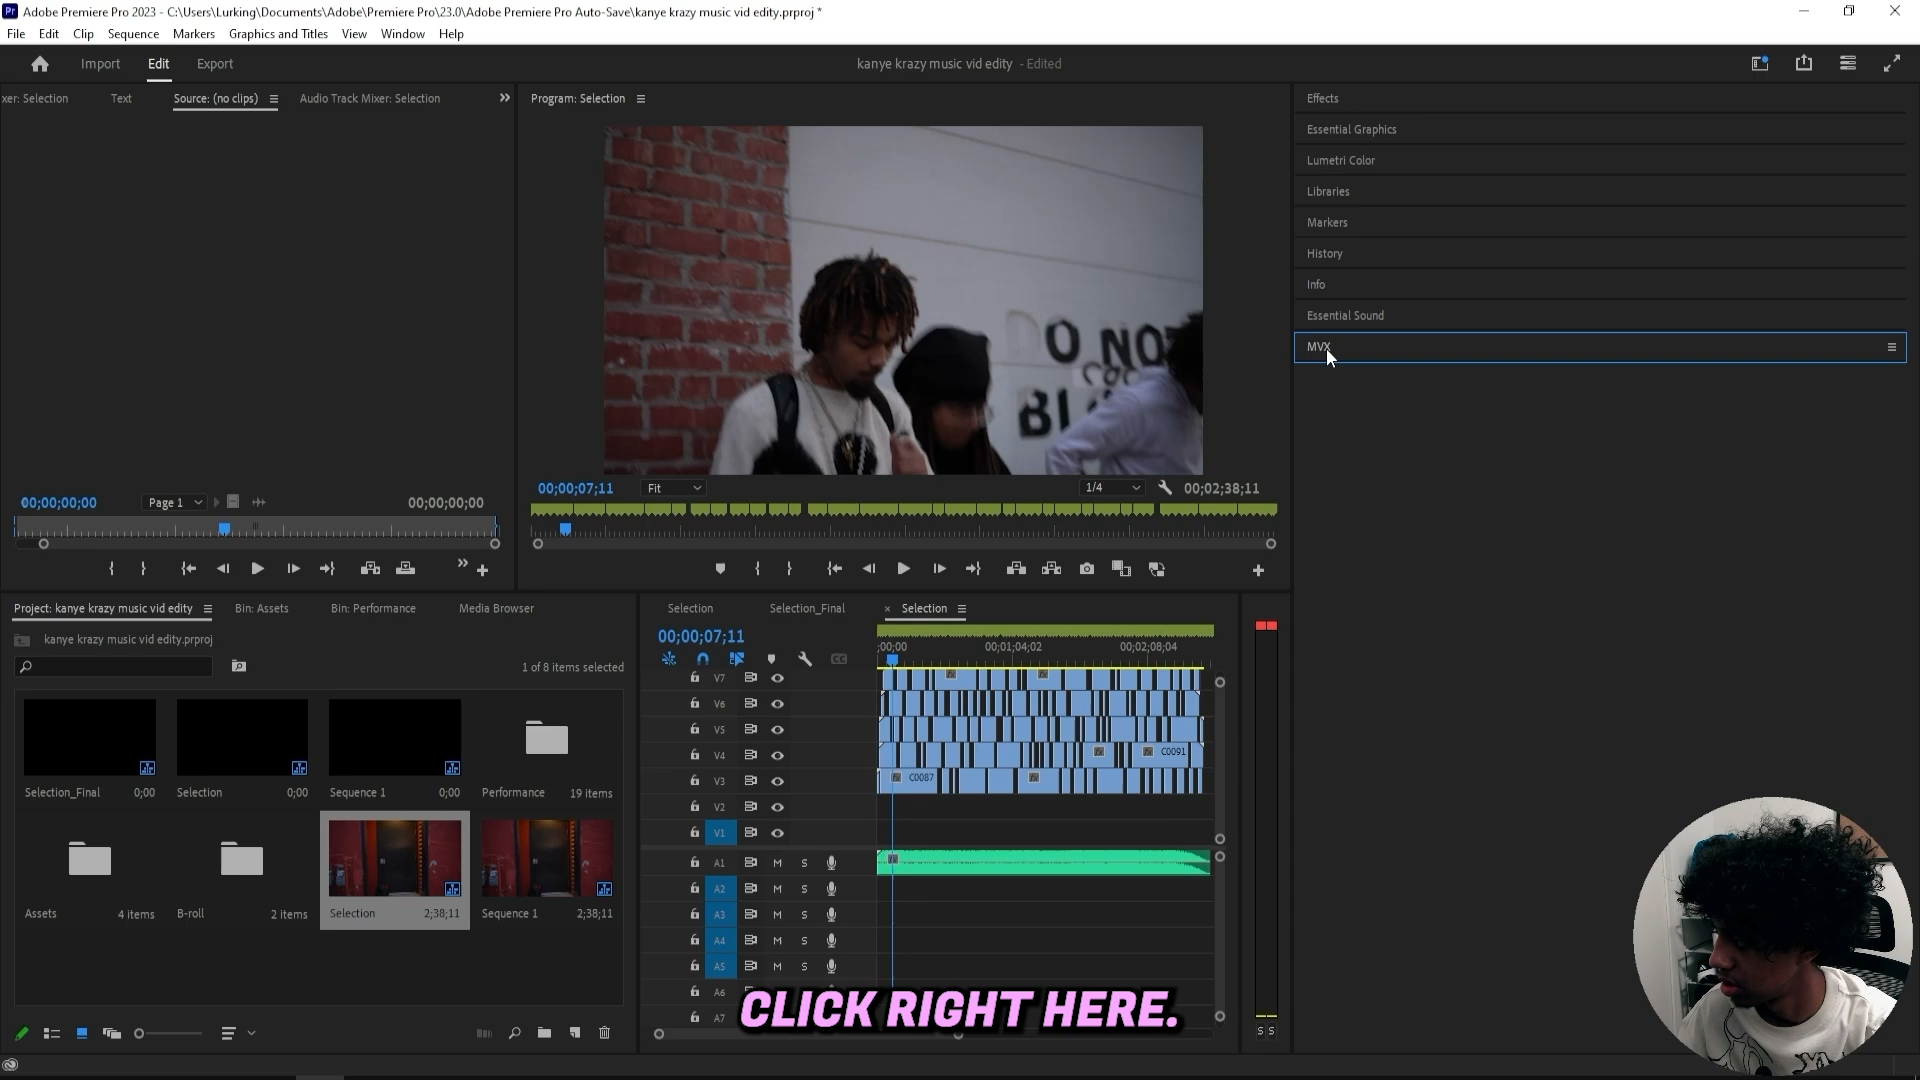 Adobe Premiere Pro 2023 - C:\Users\Lurking\Documents\Adobe\Premiere Pro\23.0\Adobe Premiere Pro Auto-Save\kanye krazy music vid edity.prproj *
File Edit Clip Sequence Markers Graphics and Titles View Window Help
Import Edit Export
kanye krazy music vid edity - Edited
xer: Selection Text Source: (no clips) Audio Track Mixer: Selection
Program: Selection
Effects
Essential Graphics
Lumetri Color
Libraries
Markers
History
Info
Essential Sound
MVX
O NOT
BL
00;00;00;00 Page 1 00;00;00;00
00;00;07;11 Fit 1/4 00;02;38;11
Project: kanye krazy music vid edity Bin: Assets Bin: Performance Media Browser
kanye krazy music vid edity.prproj
1 of 8 items selected
Selection_Final 0;00
Selection 0;00
Sequence 1 0;00
Performance 19 items
Assets 4 items
B-roll 2 items
Selection 2;38;11
Sequence 1 2;38;11
Selection Selection_Final × Selection
00;00;07;11
;00;00 00;01;04;02 00;02;08;04
V7
V6
V5
V4 C0091
V3 C0087
V2
V1
A1 M S
A2 M S
A3 M S
A4 M S
A5 M S
A6
A7
S S
CLICK RIGHT HERE.